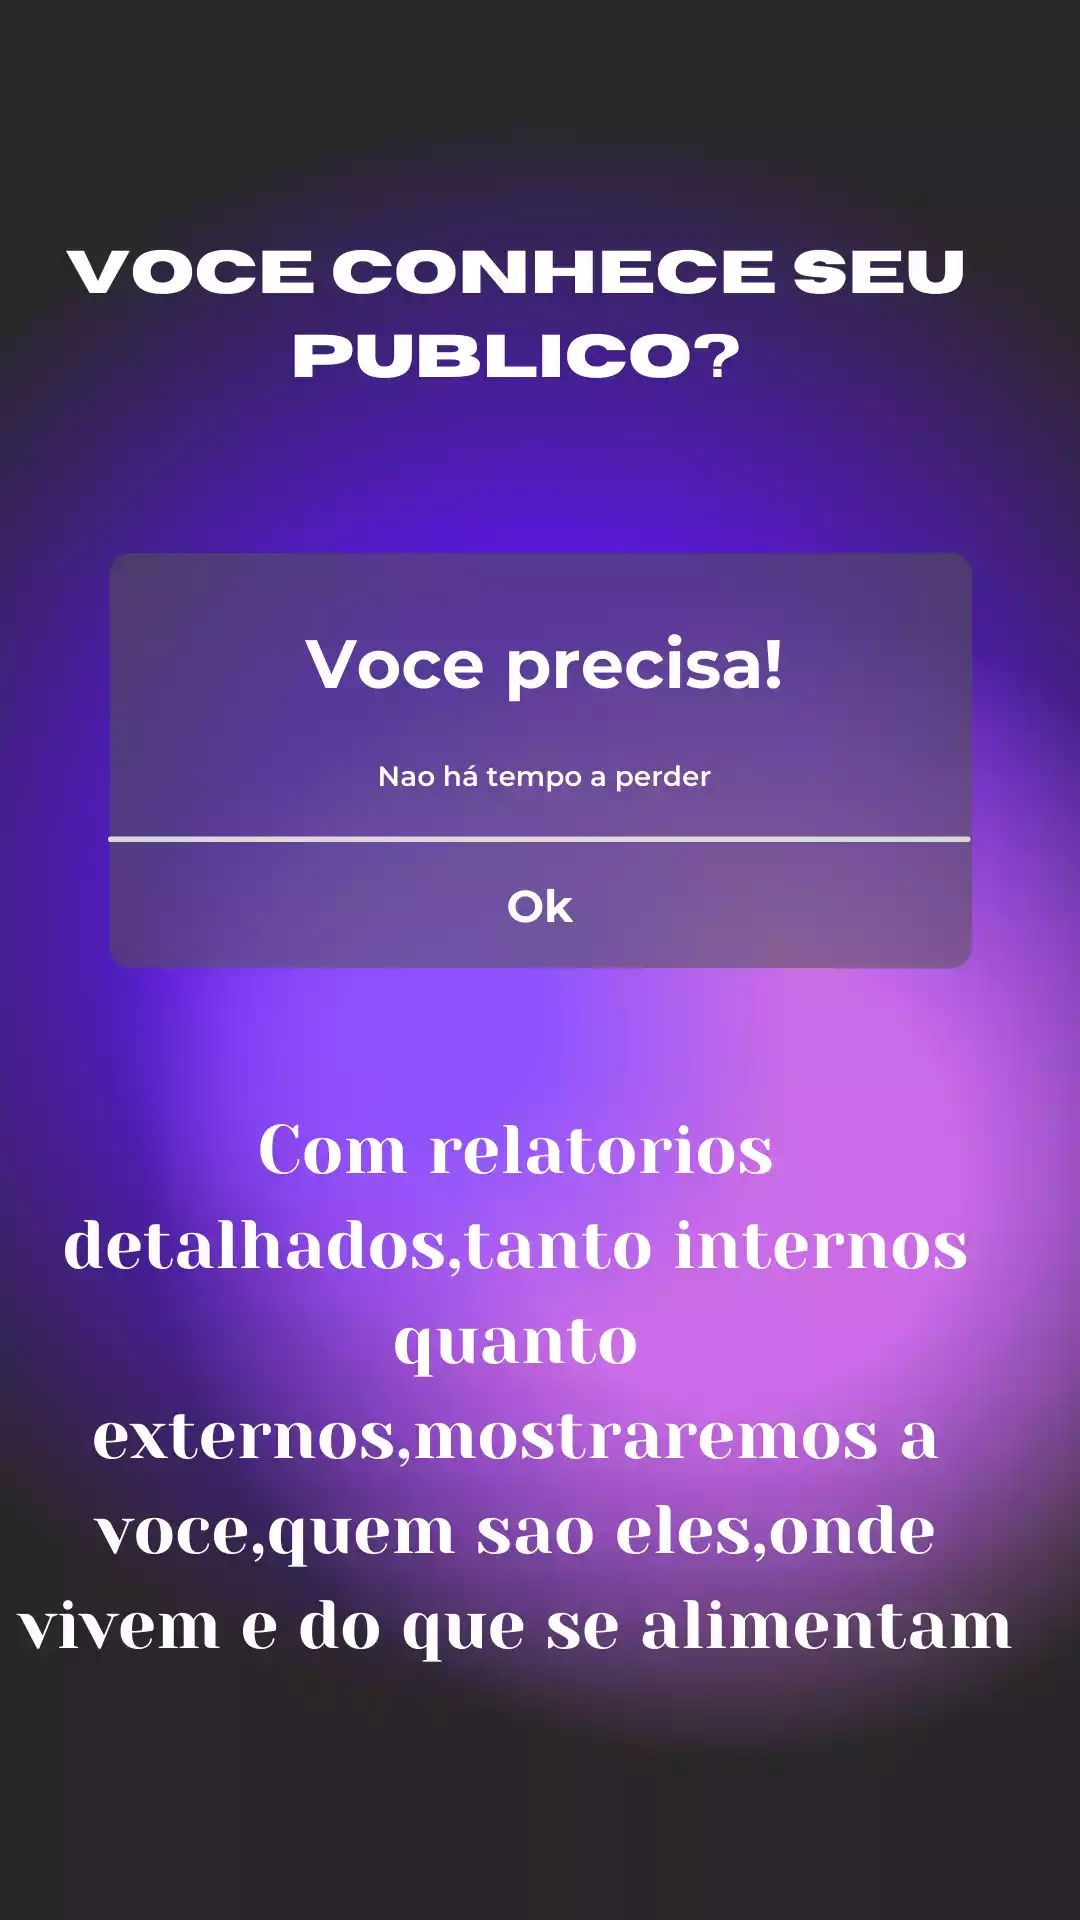 VOCE CONHECE SEU
PUBLICO?
Voce precisa!
Nao há tempo a perder
Ok
Com relatorios
detalhados,tanto internos
quanto
externos,mostraremos a
voce,quem sao eles,onde
vivem e do que se alimentam